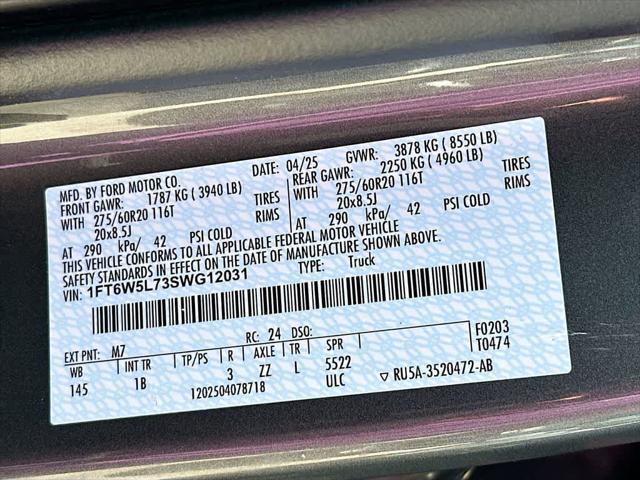 MFD. BY FORD MOTOR CO. DATE: 04/25 GVWR: 3878 KG ( 8550 LB)
FRONT GAWR: 1787 KG ( 3940 LB) REAR GAWR: 2250 KG ( 4960 LB)
WITH 275/60R20 116T TIRES WITH 275/60R20 116T TIRES
20x8.5J RIMS 20x8.5J RIMS
AT 290 kPa/ 42 PSI COLD AT 290 kPa/ 42 PSI COLD
THIS VEHICLE CONFORMS TO ALL APPLICABLE FEDERAL MOTOR VEHICLE
SAFETY STANDARDS IN EFFECT ON THE DATE OF MANUFACTURE SHOWN ABOVE.
VIN: 1FT6W5L73SWG12031 TYPE: Truck
EXT PNT: M7 RC: 24 DSO: F0203
WB INT TR TP/PS R AXLE TR SPR T0474
145 1B 3 ZZ L 5522
1202504078718 ULC ▽ RU5A-3520472-AB